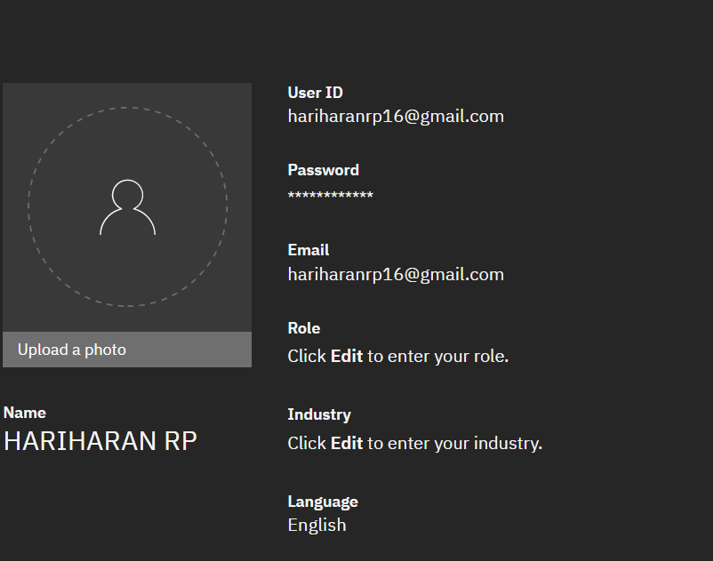 Upload a photo
Name
HARIHARAN RP
User ID
hariharanrp16@gmail.com
Password
************
Email
hariharanrp16@gmail.com
Role
Click Edit to enter your role.
Industry
Click Edit to enter your industry.
Language
English